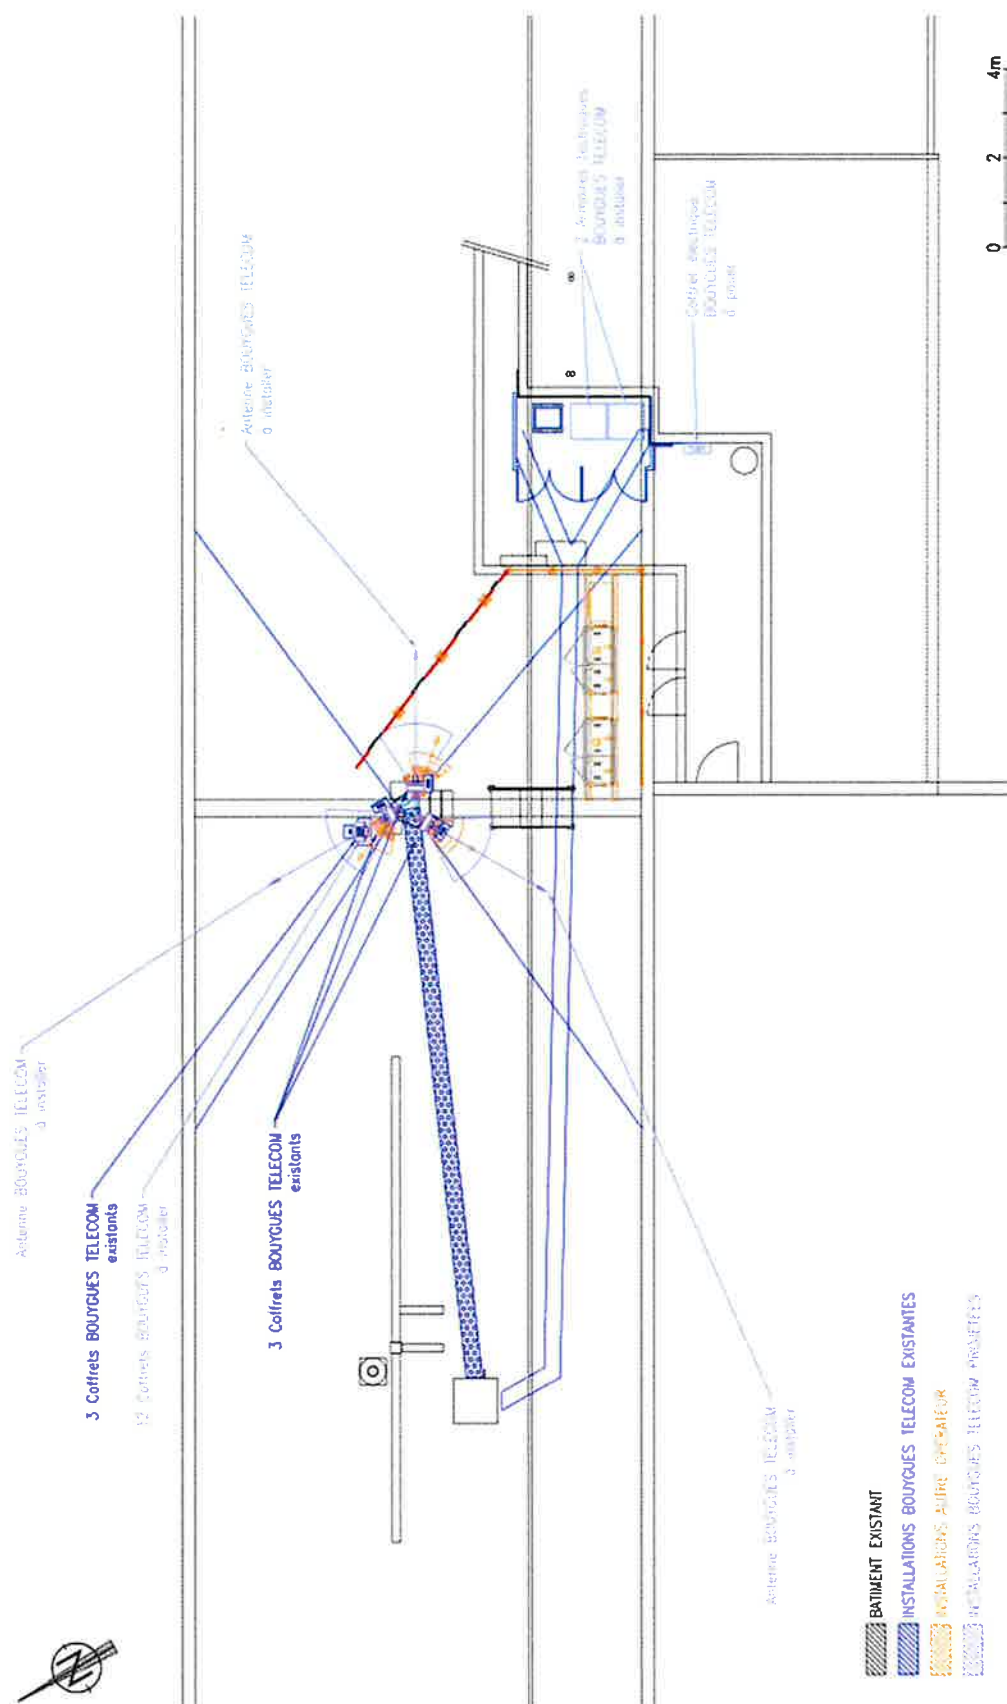 Antenne BOUYGUES TELECOM
à installer
3 Coffrets BOUYGUES TELECOM
existants
12 Coffrets BOUYGUES TELECOM
à installer
3 Coffrets BOUYGUES TELECOM
existants
Antenne BOUYGUES TELECOM
à installer
2 Armoires techniques
BOUYGUES TELECOM
à installer
Coffret électrique
BOUYGUES TELECOM
à poser
Antenne BOUYGUES TELECOM
à installer
BATIMENT EXISTANT
INSTALLATIONS BOUYGUES TELECOM EXISTANTES
INSTALLATIONS AUTRE OPERATEUR
INSTALLATIONS BOUYGUES TELECOM PROJETEES
0 2 4m
N